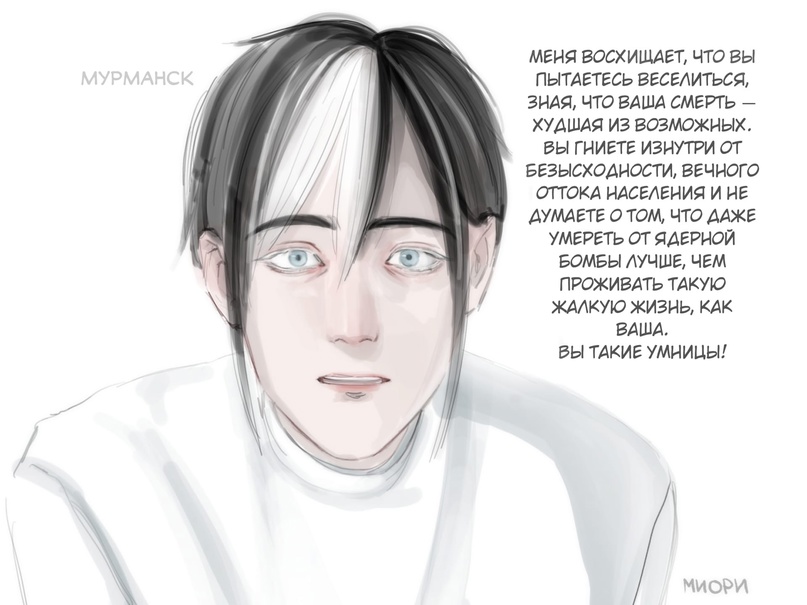 МУРМАНСК
МЕНЯ ВОСХИЩАЕТ, ЧТО ВЫ
ПЫТАЕТЕСЬ ВЕСЕЛИТЬСЯ,
ЗНАЯ, ЧТО ВАША СМЕРТЬ —
ХУДШАЯ ИЗ ВОЗМОЖНЫХ.
ВЫ ГНИЕТЕ ИЗНУТРИ ОТ
БЕЗЫСХОДНОСТИ, ВЕЧНОГО
ОТТОКА НАСЕЛЕНИЯ И НЕ
ДУМАЕТЕ О ТОМ, ЧТО ДАЖЕ
УМЕРЕТЬ ОТ ЯДЕРНОЙ
БОМБЫ ЛУЧШЕ, ЧЕМ
ПРОЖИВАТЬ ТАКУЮ
ЖАЛКУЮ ЖИЗНЬ, КАК
ВАША.
ВЫ ТАКИЕ УМНИЦЫ!
МИОРИ